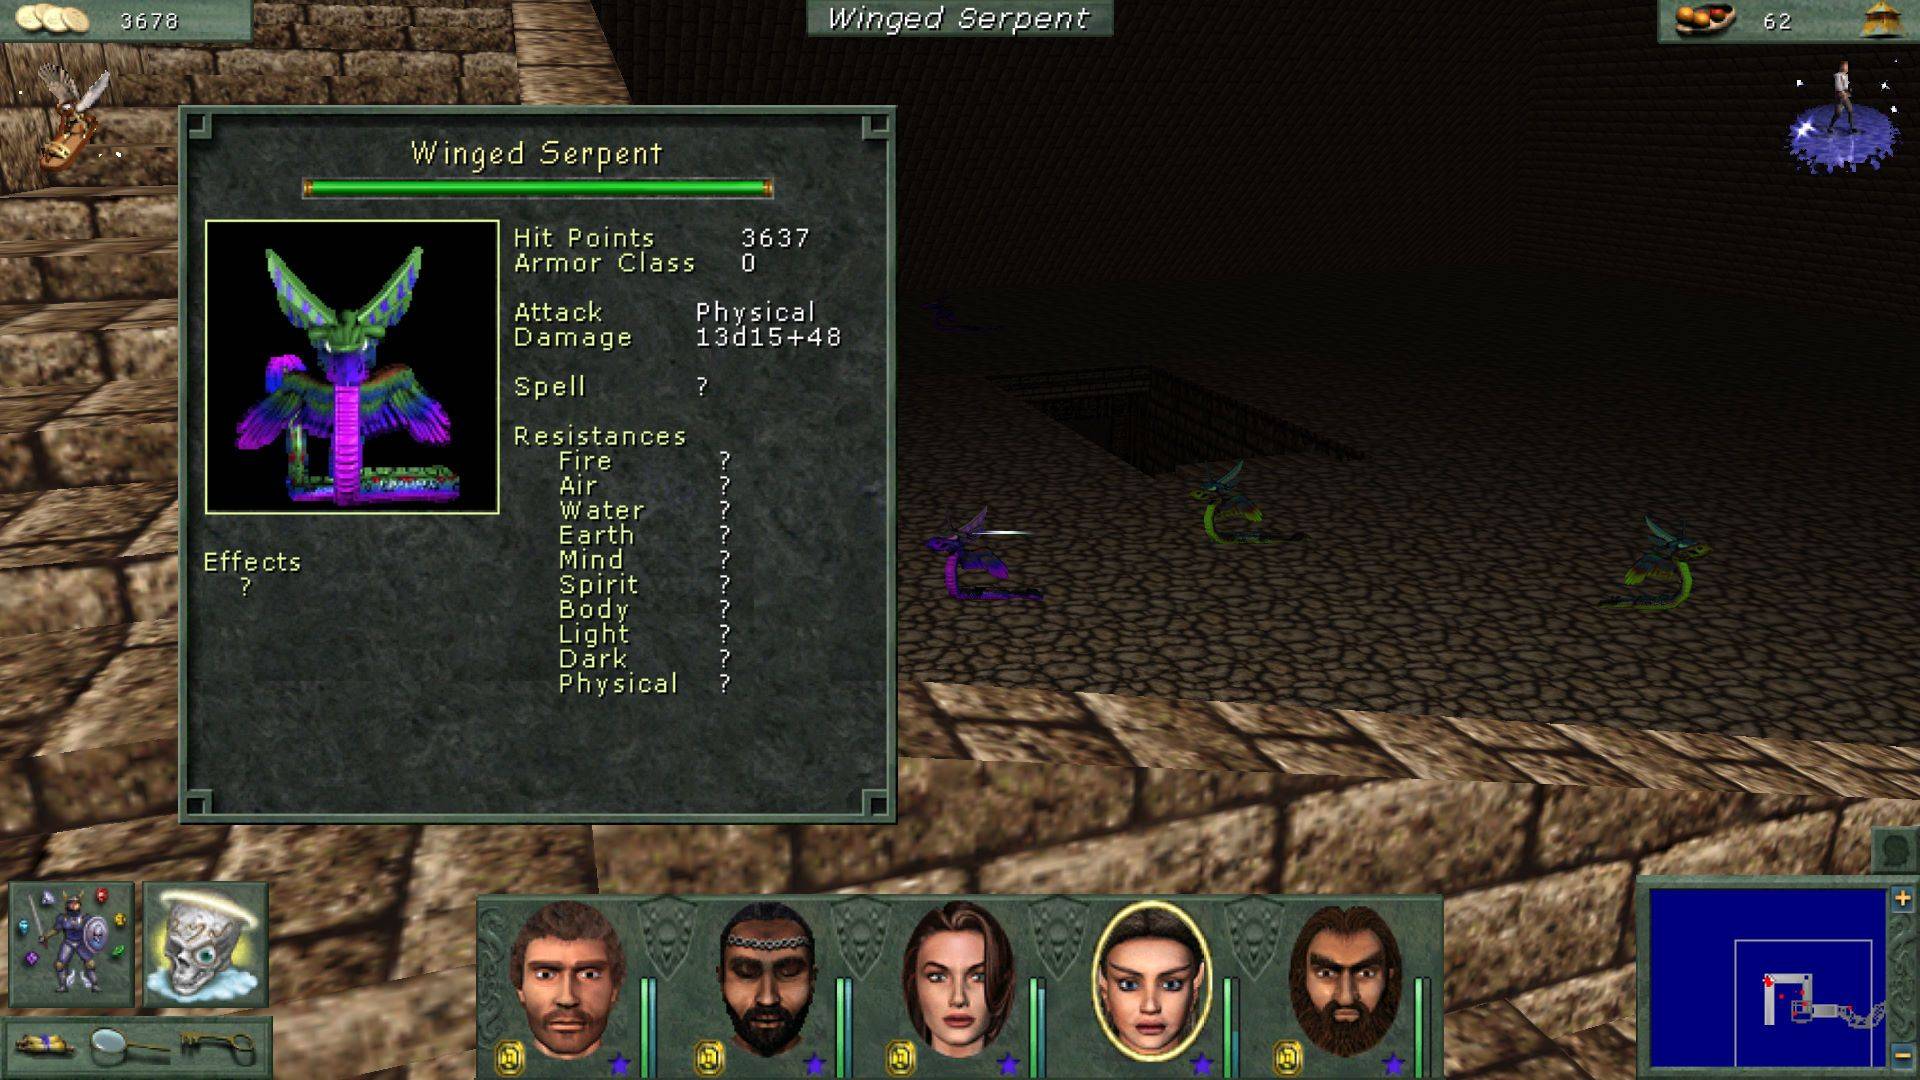 3678
Winged Serpent
62
Winged Serpent
Hit Points 3637
Armor Class 0
Attack Physical
Damage 13d15+48
Spell ?
Resistances
Fire ?
Air ?
Water ?
Earth ?
Mind ?
Spirit ?
Body ?
Light ?
Dark ?
Physical ?
Effects
?